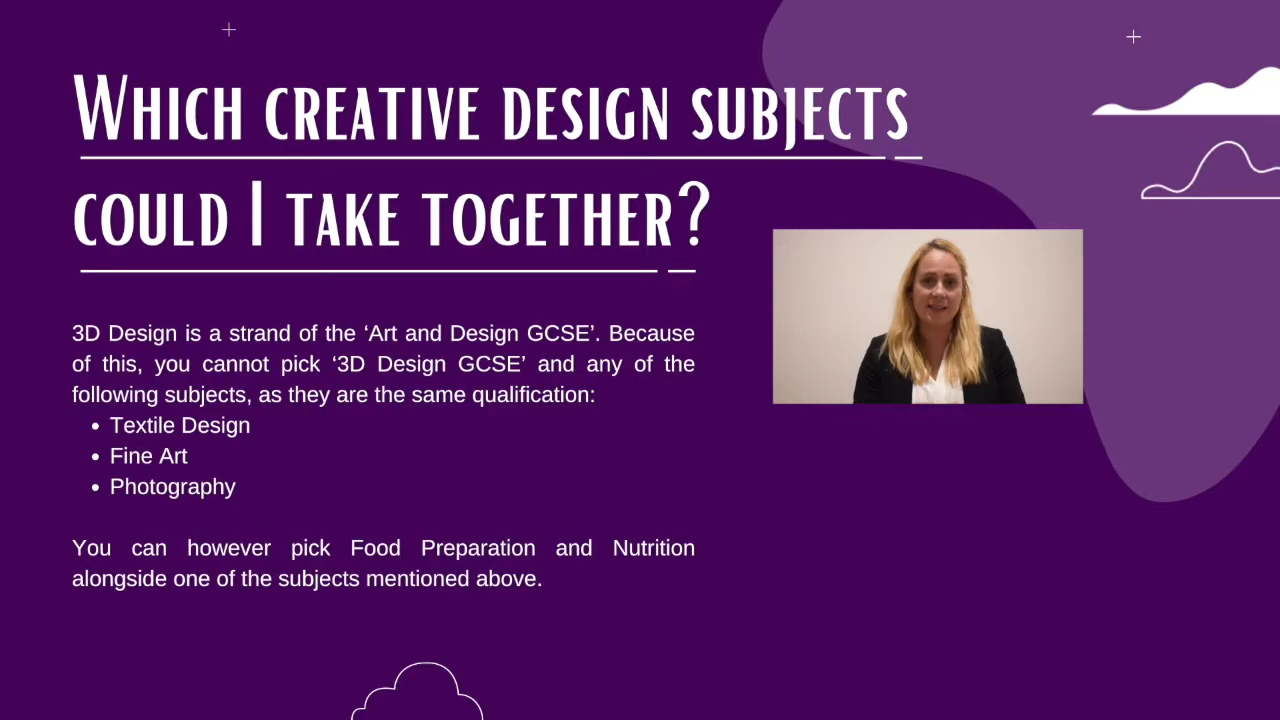 Which creative design subjects
could I take together?
3D Design is a strand of the ‘Art and Design GCSE’. Because
of this, you cannot pick ‘3D Design GCSE’ and any of the
following subjects, as they are the same qualification:
• Textile Design
• Fine Art
• Photography
You can however pick Food Preparation and Nutrition
alongside one of the subjects mentioned above.